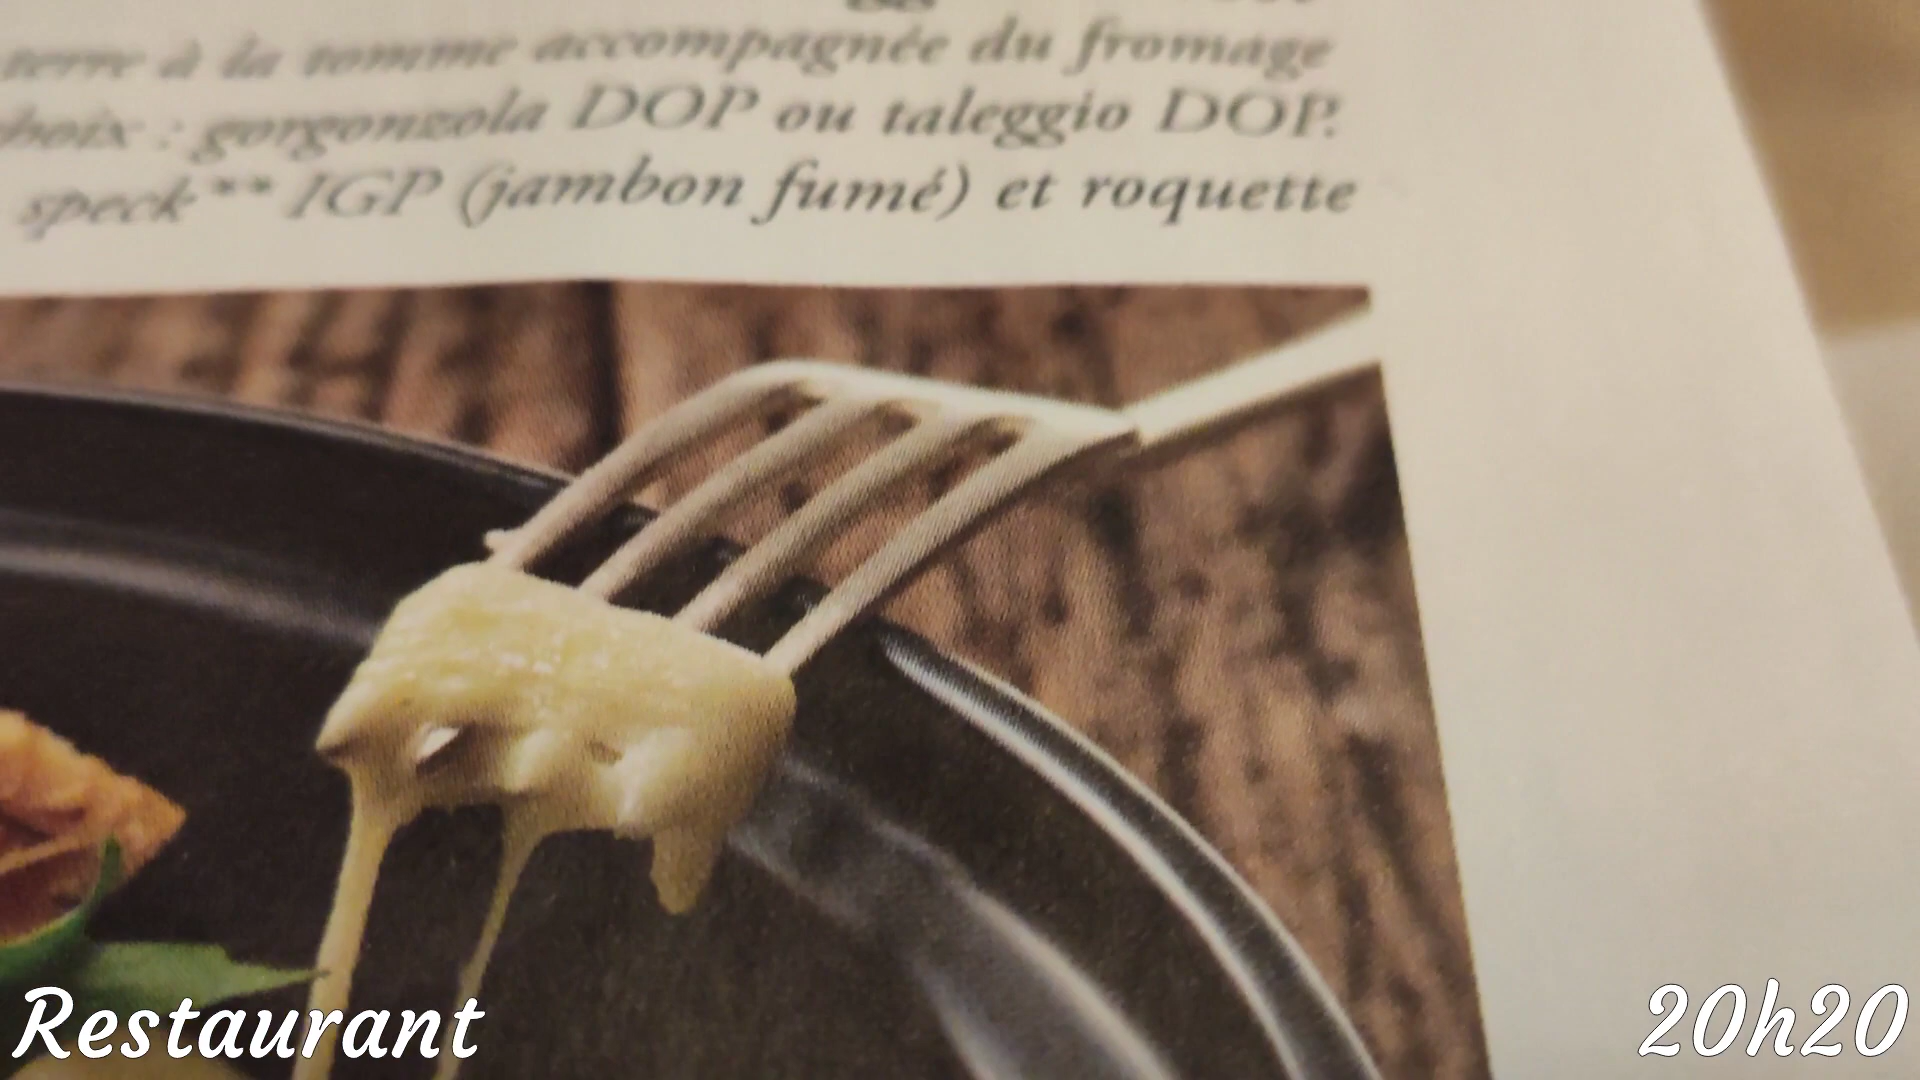 terre à la tomme accompagnée du fromage
choix : gorgonzola DOP ou taleggio DOP.
speck** IGP (jambon fumé) et roquette
Restaurant
20h20